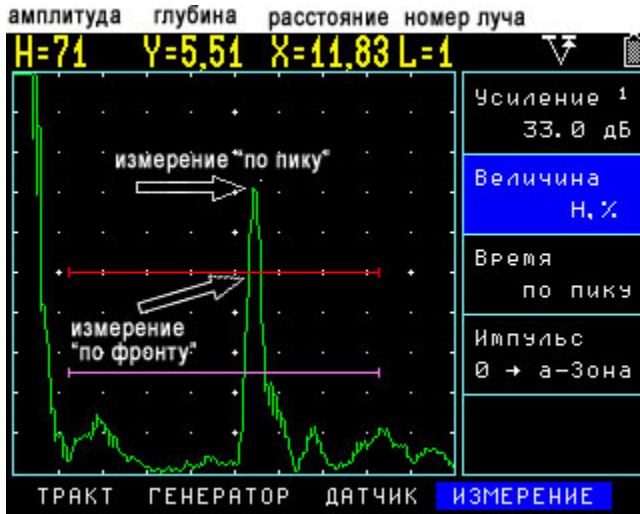 амплитуда глубина расстояние номер луча
H=71 Y=5,51 X=11,83 L=1
Усиление 1
33.0 дБ
измерение "по пику"
Величина
Н,%
Время
по пику
измерение
"по фронту"
Импульс
0 → а-Зона
ТРАКТ ГЕНЕРАТОР ДАТЧИК ИЗМЕРЕНИЕ